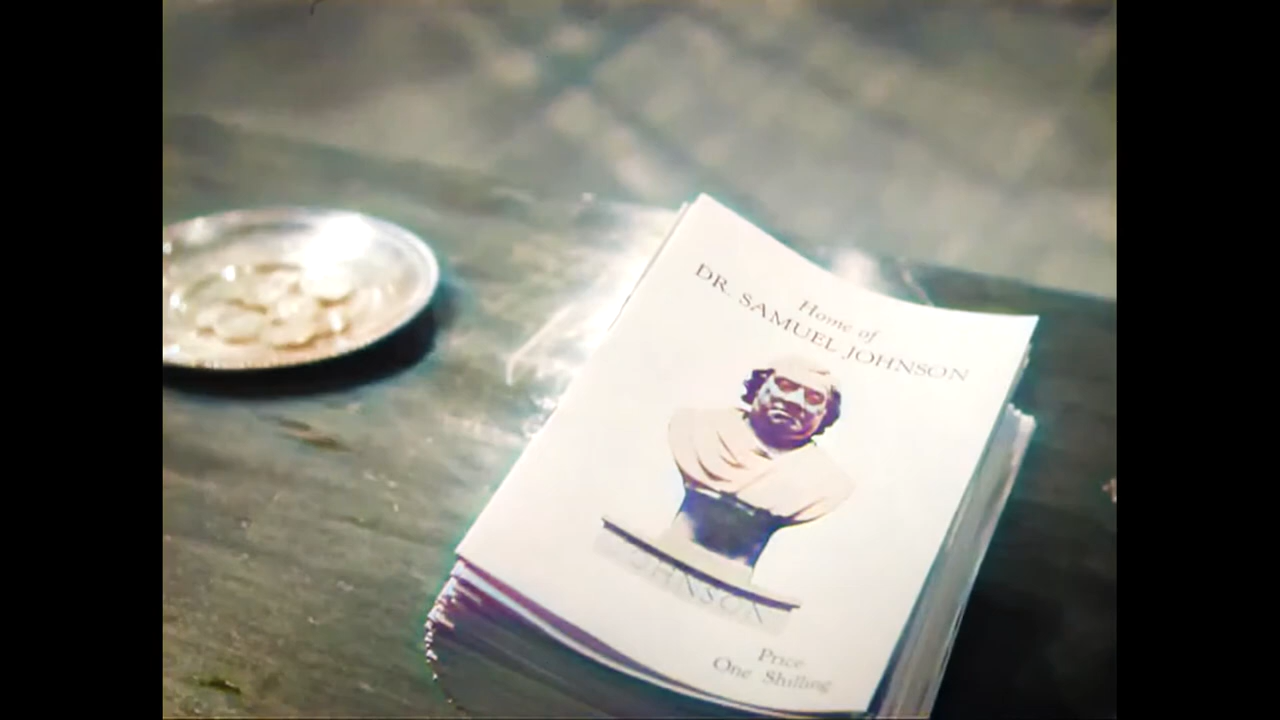 Home of
DR. SAMUEL JOHNSON
JOHNSON
Price
One Shilling